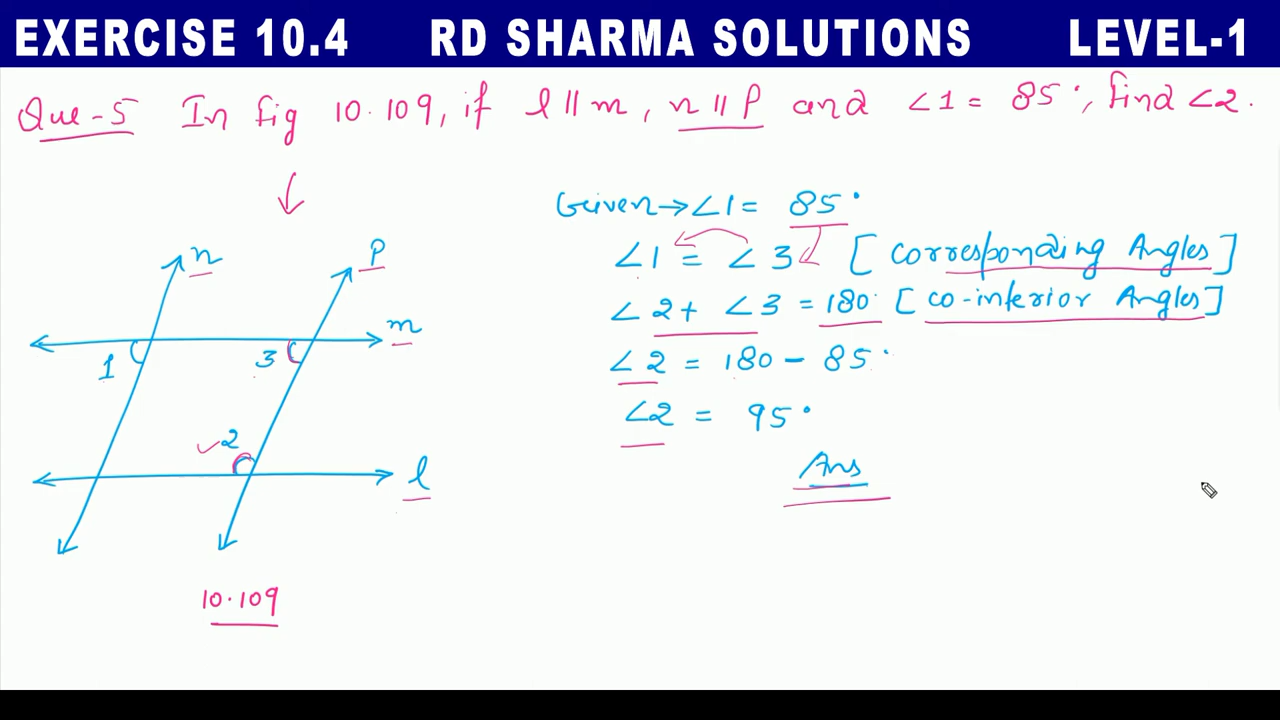 EXERCISE 10.4 RD SHARMA SOLUTIONS LEVEL-1
Que-5 In fig 10.109, if l || m, n || P and ∠1 = 85°, find ∠2.
Given → ∠1 = 85°
∠1 = ∠3 [corresponding Angles]
∠2 + ∠3 = 180° [co-inferior Angles]
∠2 = 180 - 85°
∠2 = 95°
Ans
n
P
m
1
3
2
l
10.109